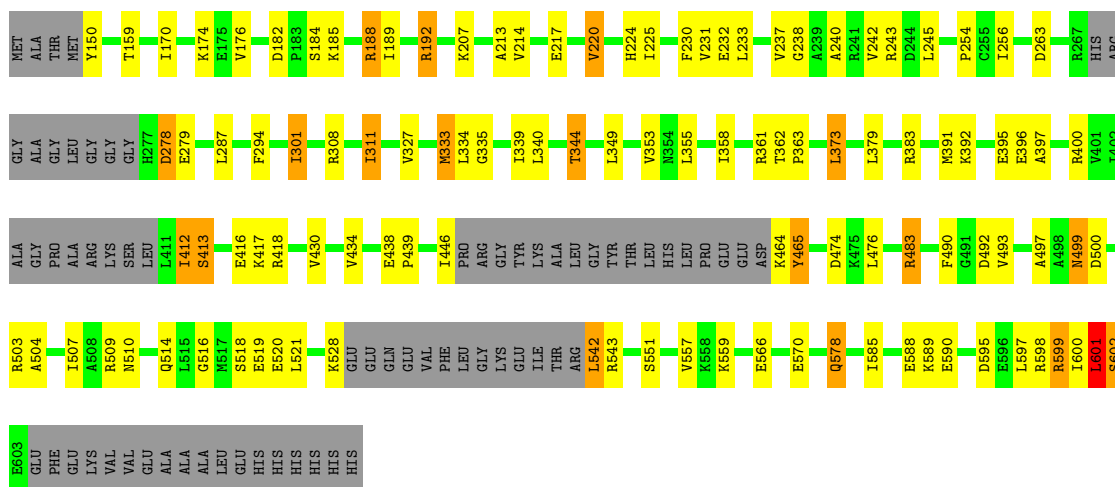 MET ALA THR MET Y150 T159 I170 K174 E175 V176 D182 P183 S184 K185 R188 I189 R192 K207 A213 V214 E217 V220 H224 I225 F230 V231 E232 L233 V237 G238 A239 A240 R241 V242 R243 D244 L245 P254 C255 I256 D263 R267 HIS ARG
GLY ALA GLY LEU GLY GLY GLY H277 D278 E279 L287 F294 I301 R308 I311 V327 M333 L334 G335 I339 L340 T344 L349 V353 N354 L355 I358 R361 T362 P363 L373 L379 R383 M391 K392 E395 E396 A397 R400 V401 I402
ALA GLY PRO ALA ARG LYS SER LEU L411 I412 S413 E416 K417 R418 V430 V434 E438 P439 I446 PRO ARG GLY TYR LYS ALA LEU GLY TYR THR LEU HIS LEU PRO GLU GLU ASP K464 Y465 D474 K475 L476 R483 F490 G491 D492 V493 A497 A498 N499 D500
R503 A504 I507 A508 R509 N510 Q514 L515 G516 M517 S518 E519 E520 L521 K528 GLU GLU GLN GLU VAL PHE LEU GLY LYS GLU ILE THR ARG L542 R543 S551 V557 K558 K559 E566 E570 Q578 I585 E588 K589 E590 D595 E596 L597 R598 R599 I600 L601 S602
E603 GLU PHE GLU LYS VAL VAL GLU ALA ALA ALA LEU GLU HIS HIS HIS HIS HIS HIS